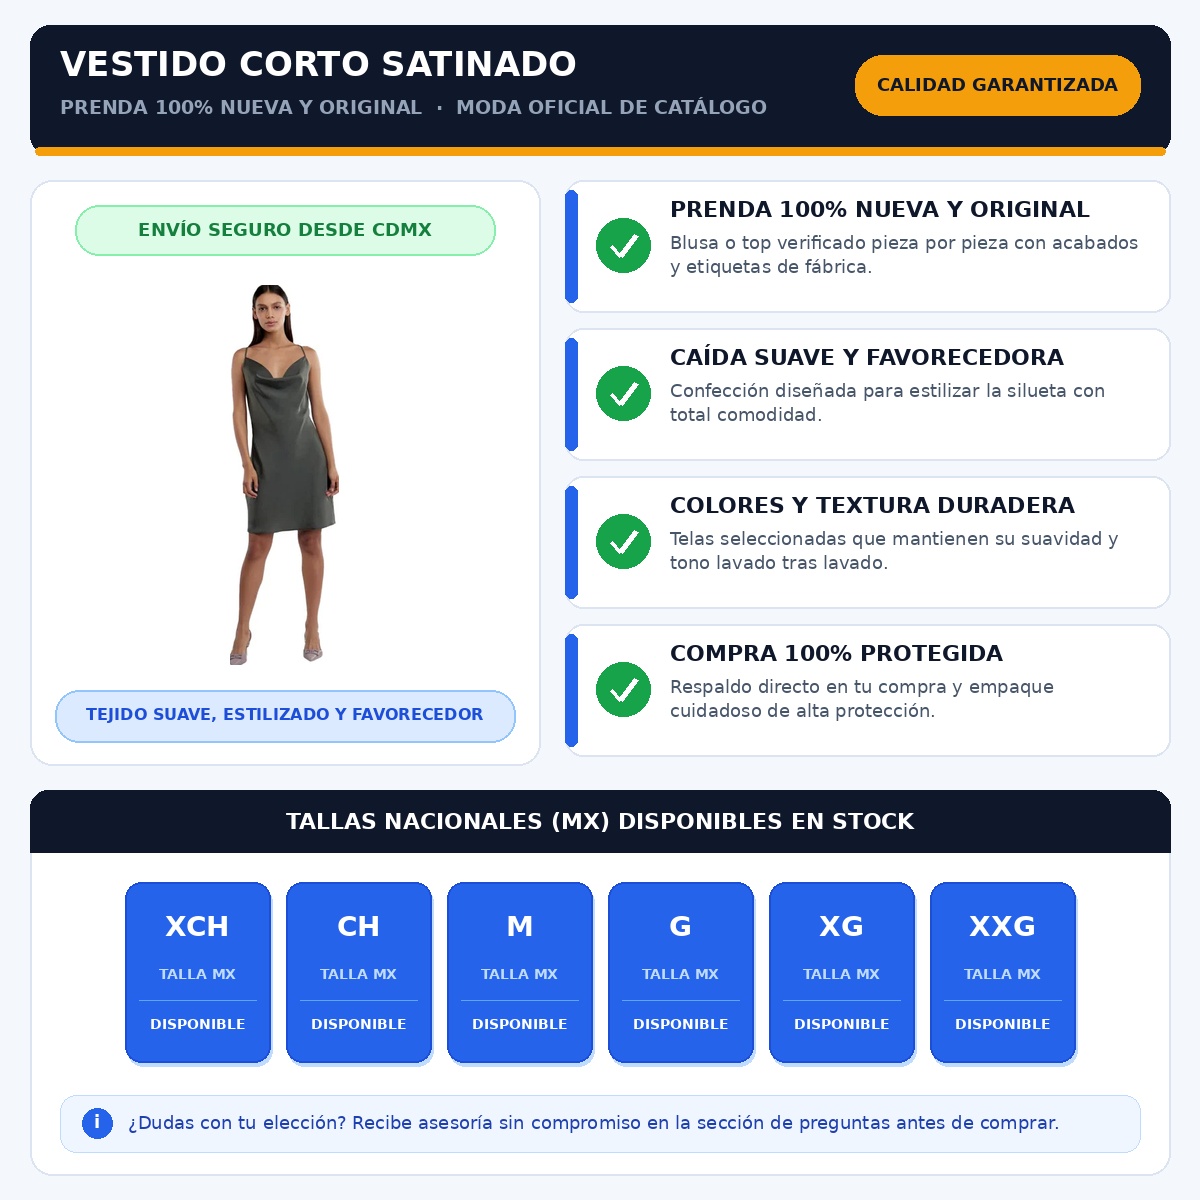 VESTIDO CORTO SATINADO
PRENDA 100% NUEVA Y ORIGINAL · MODA OFICIAL DE CATÁLOGO
CALIDAD GARANTIZADA
ENVÍO SEGURO DESDE CDMX
TEJIDO SUAVE, ESTILIZADO Y FAVORECEDOR
PRENDA 100% NUEVA Y ORIGINAL
Blusa o top verificado pieza por pieza con acabados
y etiquetas de fábrica.
CAÍDA SUAVE Y FAVORECEDORA
Confección diseñada para estilizar la silueta con
total comodidad.
COLORES Y TEXTURA DURADERA
Telas seleccionadas que mantienen su suavidad y
tono lavado tras lavado.
COMPRA 100% PROTEGIDA
Respaldo directo en tu compra y empaque
cuidadoso de alta protección.
TALLAS NACIONALES (MX) DISPONIBLES EN STOCK
XCH
TALLA MX
DISPONIBLE
CH
TALLA MX
DISPONIBLE
M
TALLA MX
DISPONIBLE
G
TALLA MX
DISPONIBLE
XG
TALLA MX
DISPONIBLE
XXG
TALLA MX
DISPONIBLE
i ¿Dudas con tu elección? Recibe asesoría sin compromiso en la sección de preguntas antes de comprar.